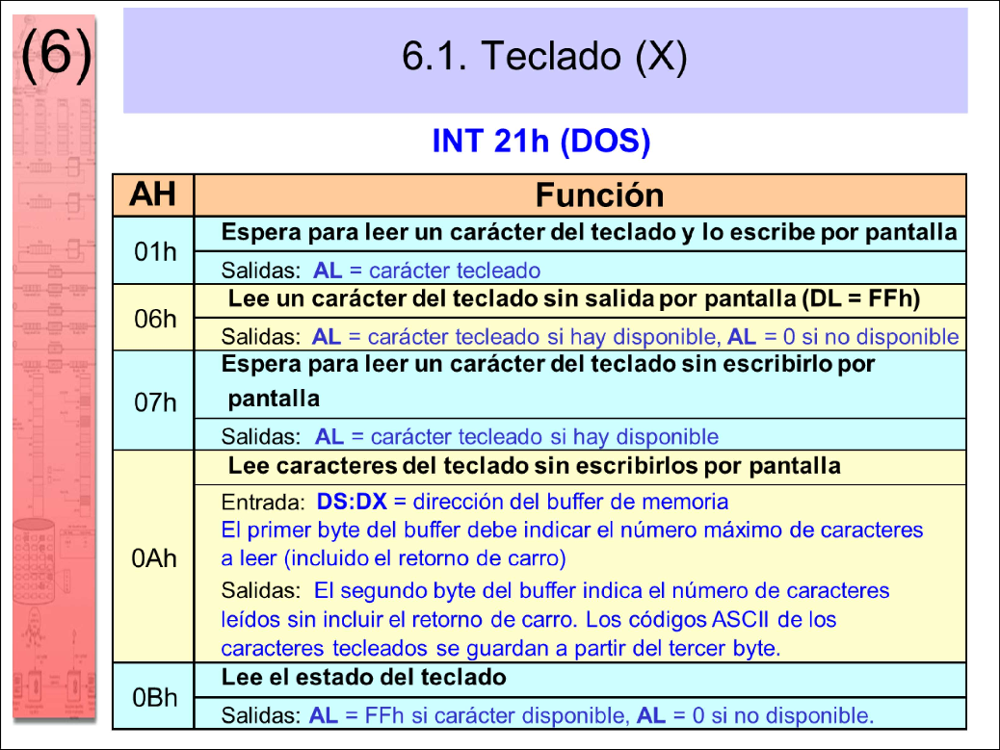 (6)
6.1. Teclado (X)
INT 21h (DOS)
AH
Función
01h
Espera para leer un carácter del teclado y lo escribe por pantalla
Salidas: AL = carácter tecleado
06h
Lee un carácter del teclado sin salida por pantalla (DL = FFh)
Salidas: AL = carácter tecleado si hay disponible, AL = 0 si no disponible
07h
Espera para leer un carácter del teclado sin escribirlo por
pantalla
Salidas: AL = carácter tecleado si hay disponible
0Ah
Lee caracteres del teclado sin escribirlos por pantalla
Entrada: DS:DX = dirección del buffer de memoria
El primer byte del buffer debe indicar el número máximo de caracteres
a leer (incluido el retorno de carro)
Salidas: El segundo byte del buffer indica el número de caracteres
leídos sin incluir el retorno de carro. Los códigos ASCII de los
caracteres tecleados se guardan a partir del tercer byte.
0Bh
Lee el estado del teclado
Salidas: AL = FFh si carácter disponible, AL = 0 si no disponible.